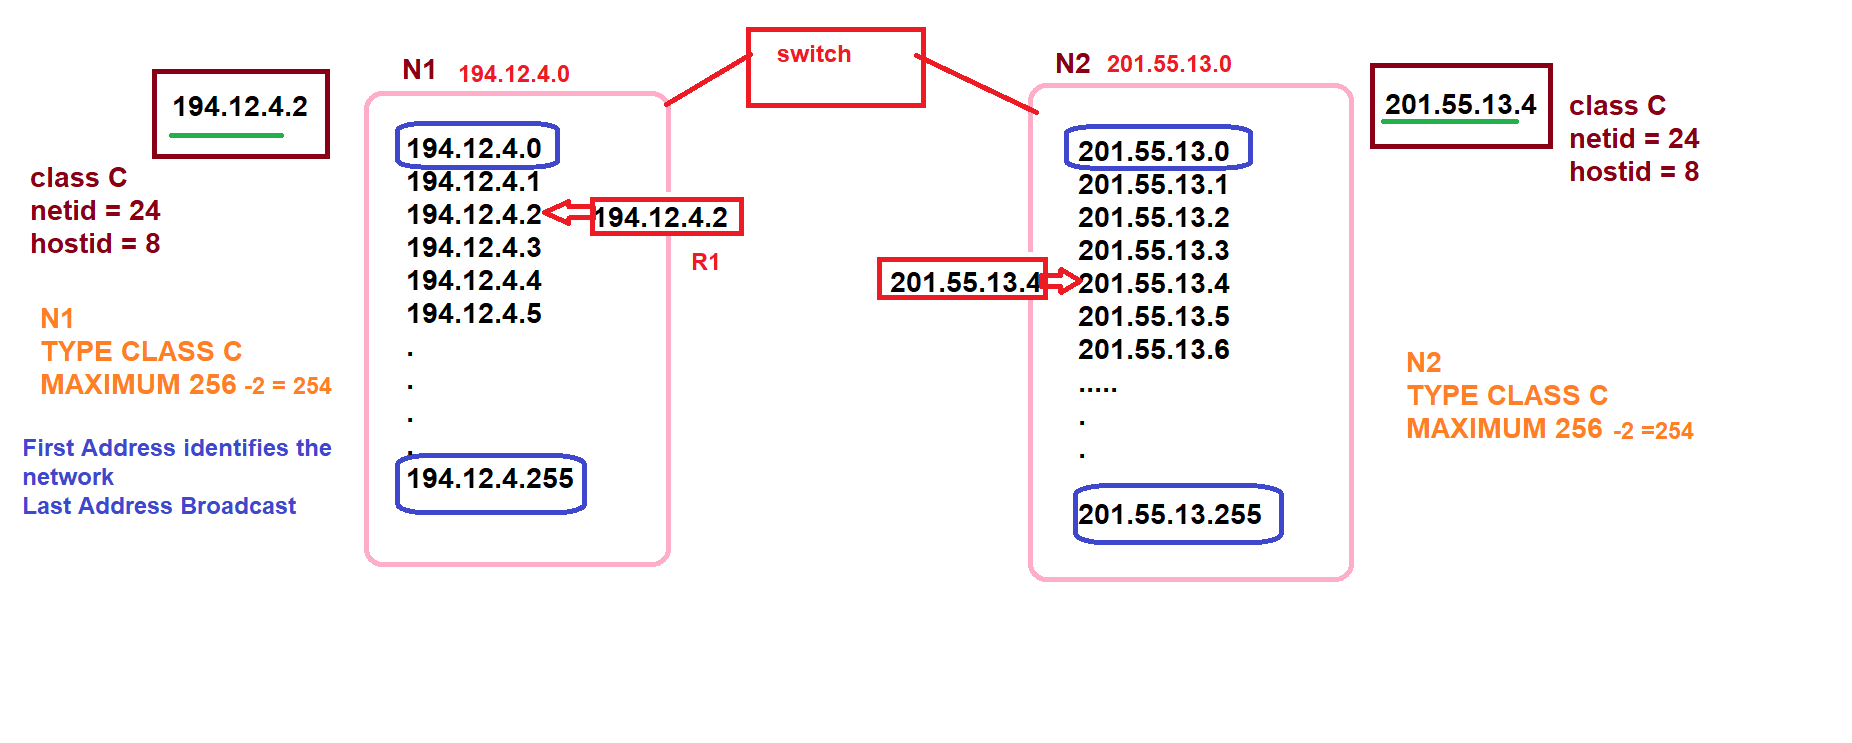 switch
N1 194.12.4.0
N2 201.55.13.0
194.12.4.2
class C
netid = 24
hostid = 8
N1
TYPE CLASS C
MAXIMUM 256 -2 = 254
First Address identifies the
network
Last Address Broadcast
194.12.4.0
194.12.4.1
194.12.4.2
194.12.4.3
194.12.4.4
194.12.4.5
.
.
.
.
194.12.4.255
194.12.4.2
R1
201.55.13.4
201.55.13.0
201.55.13.1
201.55.13.2
201.55.13.3
201.55.13.4
201.55.13.5
201.55.13.6
.....
.
.
201.55.13.255
201.55.13.4
class C
netid = 24
hostid = 8
N2
TYPE CLASS C
MAXIMUM 256 -2 =254